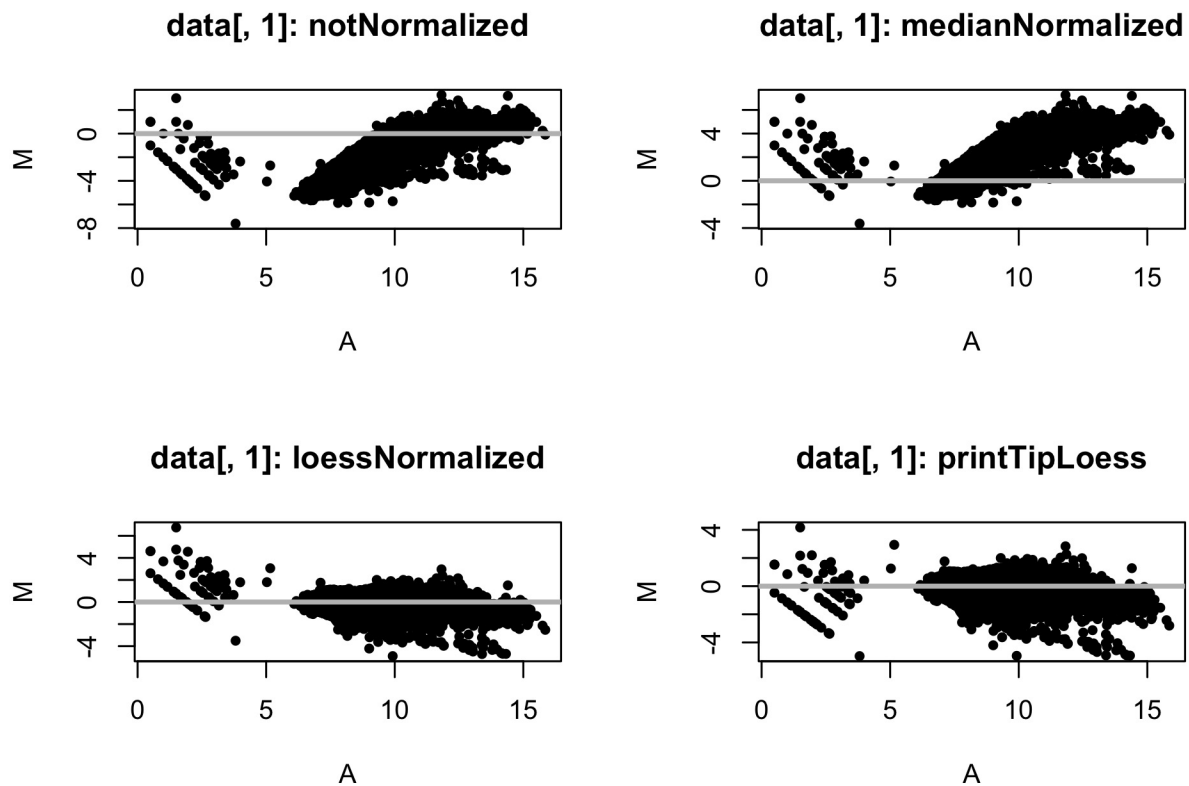 data[, 1]: notNormalized
M
0
-4
-8
0 5 10 15
A
data[, 1]: medianNormalized
M
4
0
-4
0 5 10 15
A
data[, 1]: loessNormalized
M
4
0
-4
0 5 10 15
A
data[, 1]: printTipLoess
M
4
0
-4
0 5 10 15
A